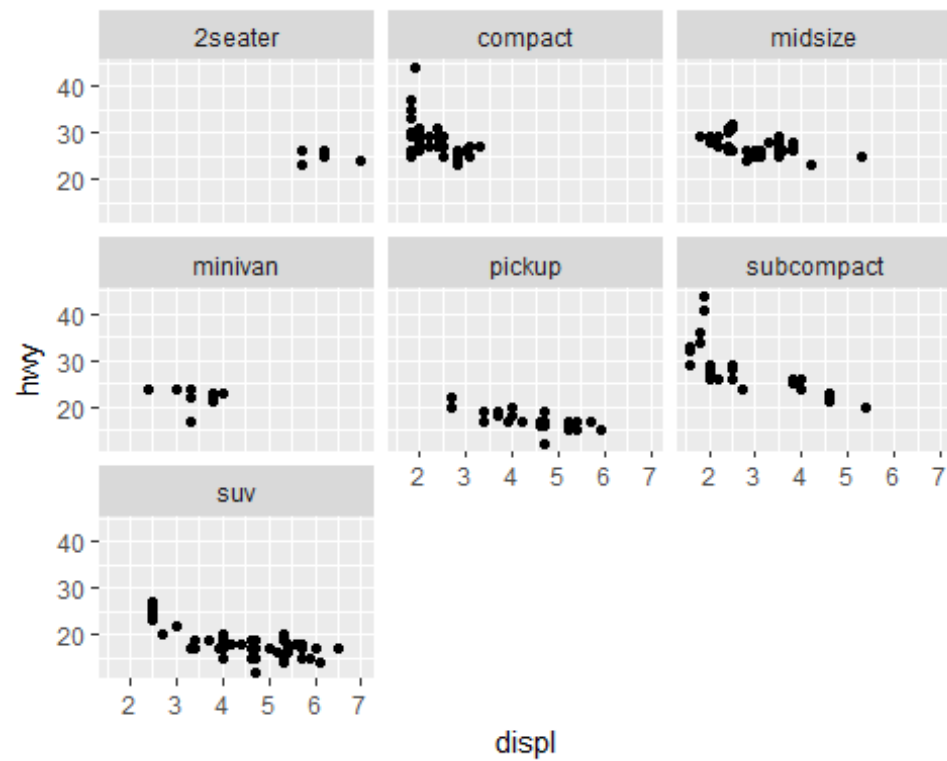 2seater compact midsize
40
30
20
minivan pickup subcompact
40
30
20
hwy
2 3 4 5 6 7 2 3 4 5 6 7
suv
40
30
20
2 3 4 5 6 7
displ